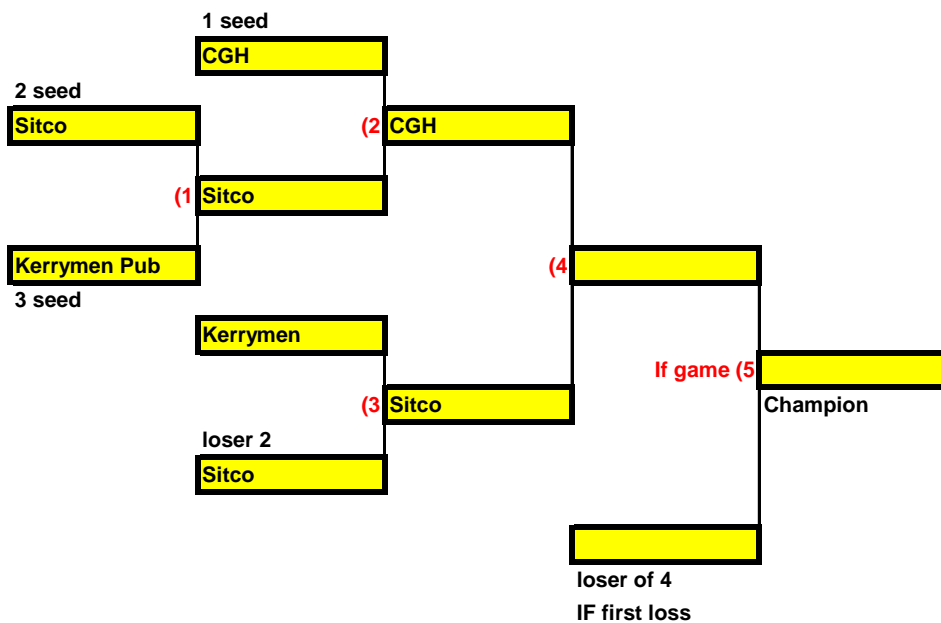 1 seed
CGH
2 seed
Sitco
(2 CGH
(1 Sitco
Kerrymen Pub
(4
3 seed
Kerrymen
If game (5
(3 Sitco
Champion
loser 2
Sitco
loser of 4
IF first loss